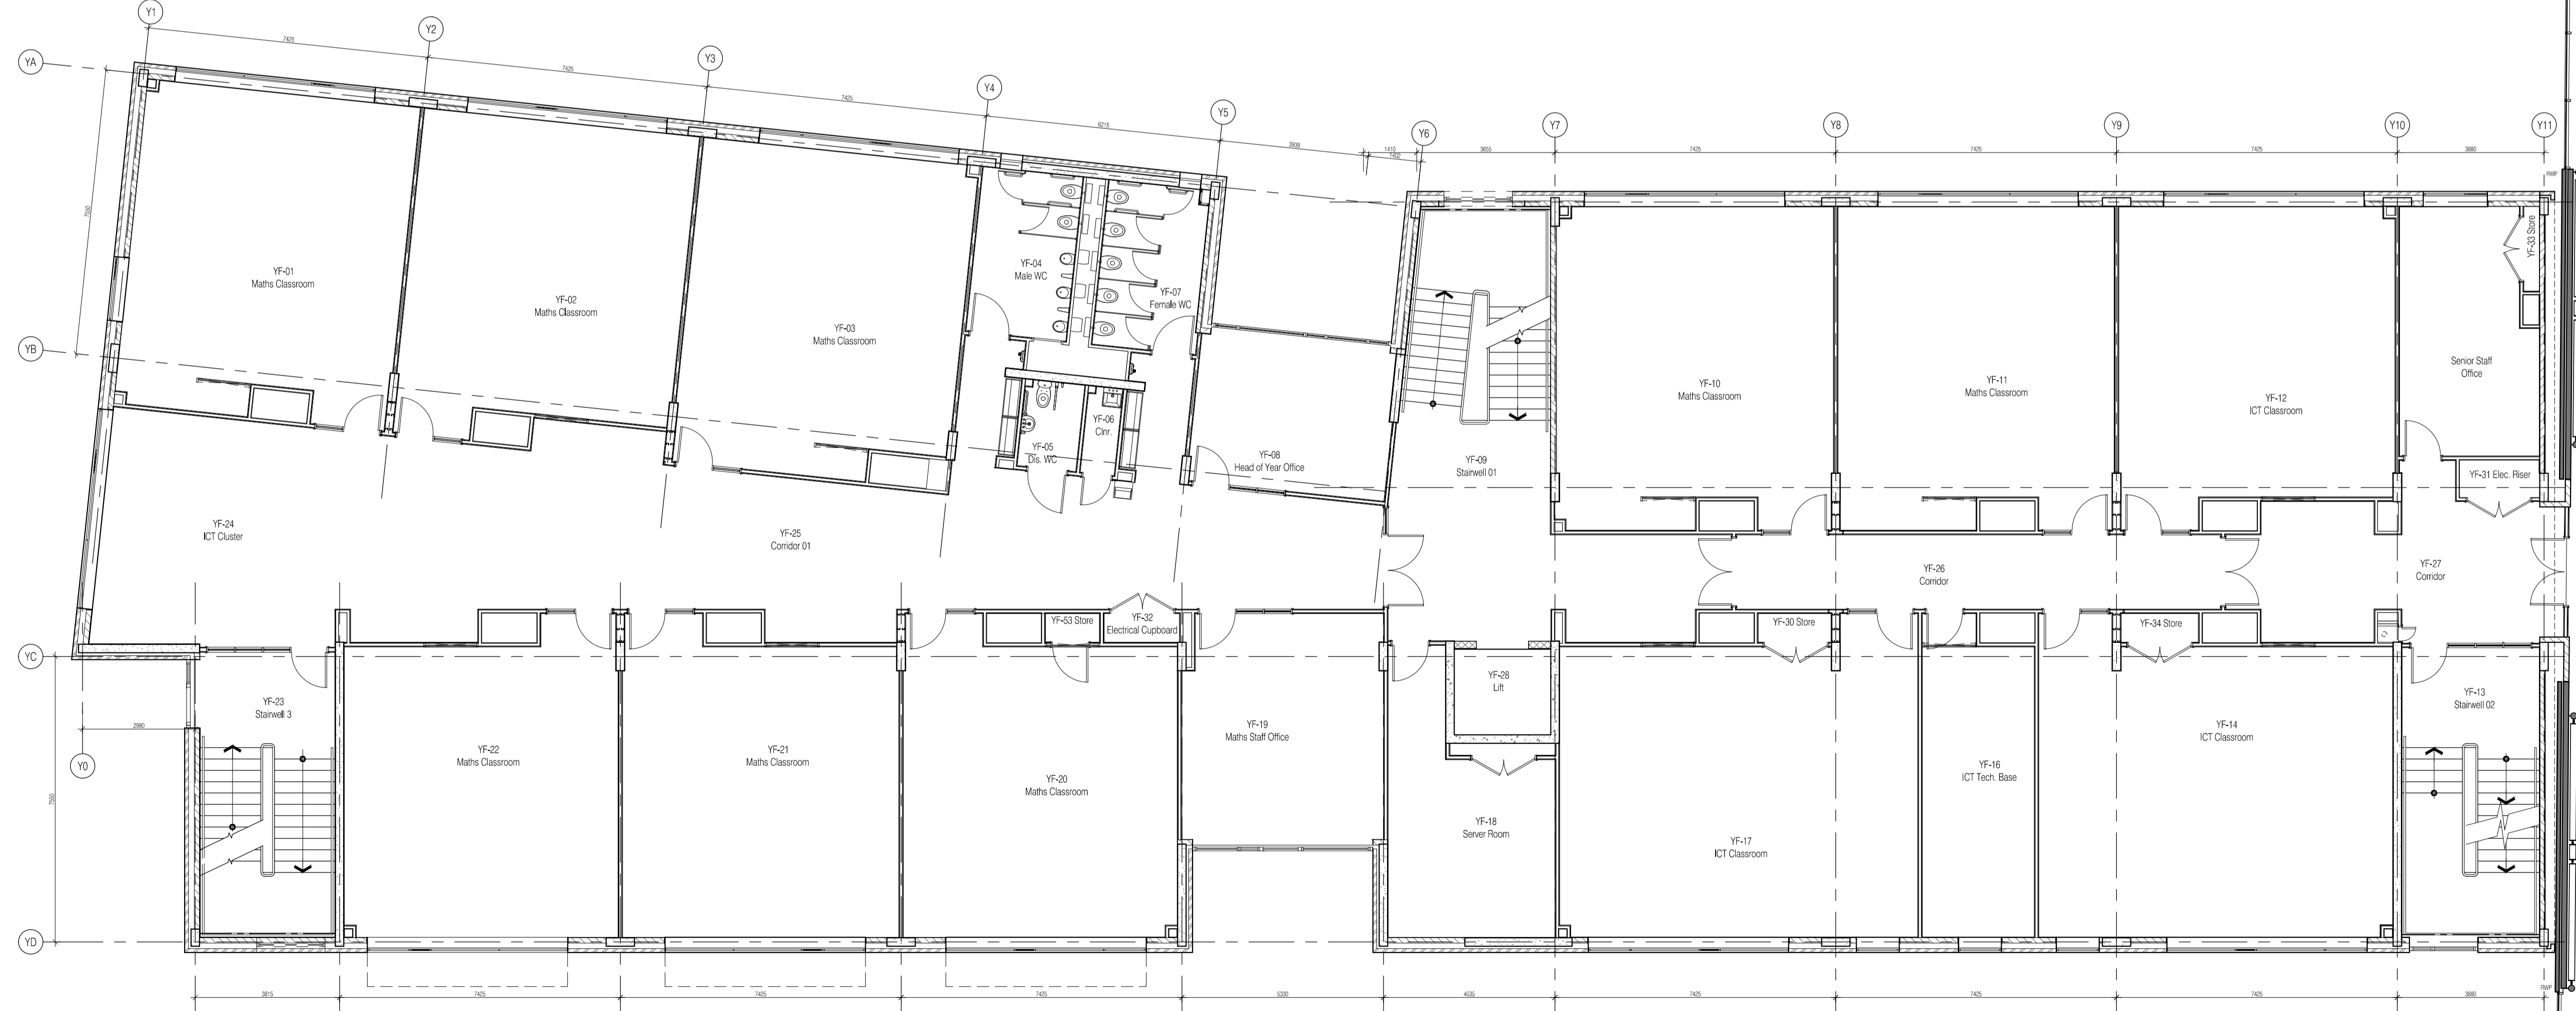 Y1
Y2
Y3
Y4
Y5
Y6
Y7
Y8
Y9
Y10
Y11
YA
YB
7425
7425
7425
6215
3938
1410
1402
3655
7425
7425
7425
3880
7550
RWP
YF-01
Maths Classroom
YF-02
Maths Classroom
YF-03
Maths Classroom
YF-04
Male WC
YF-07
Female WC
YF-05
Dis. WC
YF-06
Clnr.
YF-08
Head of Year Office
YF-09
Stairwell 01
YF-10
Maths Classroom
YF-11
Maths Classroom
YF-12
ICT Classroom
YF-33 Store
Senior Staff
Office
YF-31 Elec. Riser
YF-24
ICT Cluster
YF-25
Corridor 01
YF-26
Corridor
YF-27
Corridor
YF-53 Store
YF-32
Electrical Cupboard
YF-30 Store
YF-34 Store
YC
YD
Y0
2980
7550
YF-23
Stairwell 3
YF-22
Maths Classroom
YF-21
Maths Classroom
YF-20
Maths Classroom
YF-19
Maths Staff Office
YF-28
Lift
YF-18
Server Room
YF-17
ICT Classroom
YF-16
ICT Tech. Base
YF-14
ICT Classroom
YF-13
Stairwell 02
RWP
3815
7425
7425
7425
5330
4535
7425
7425
7425
3880